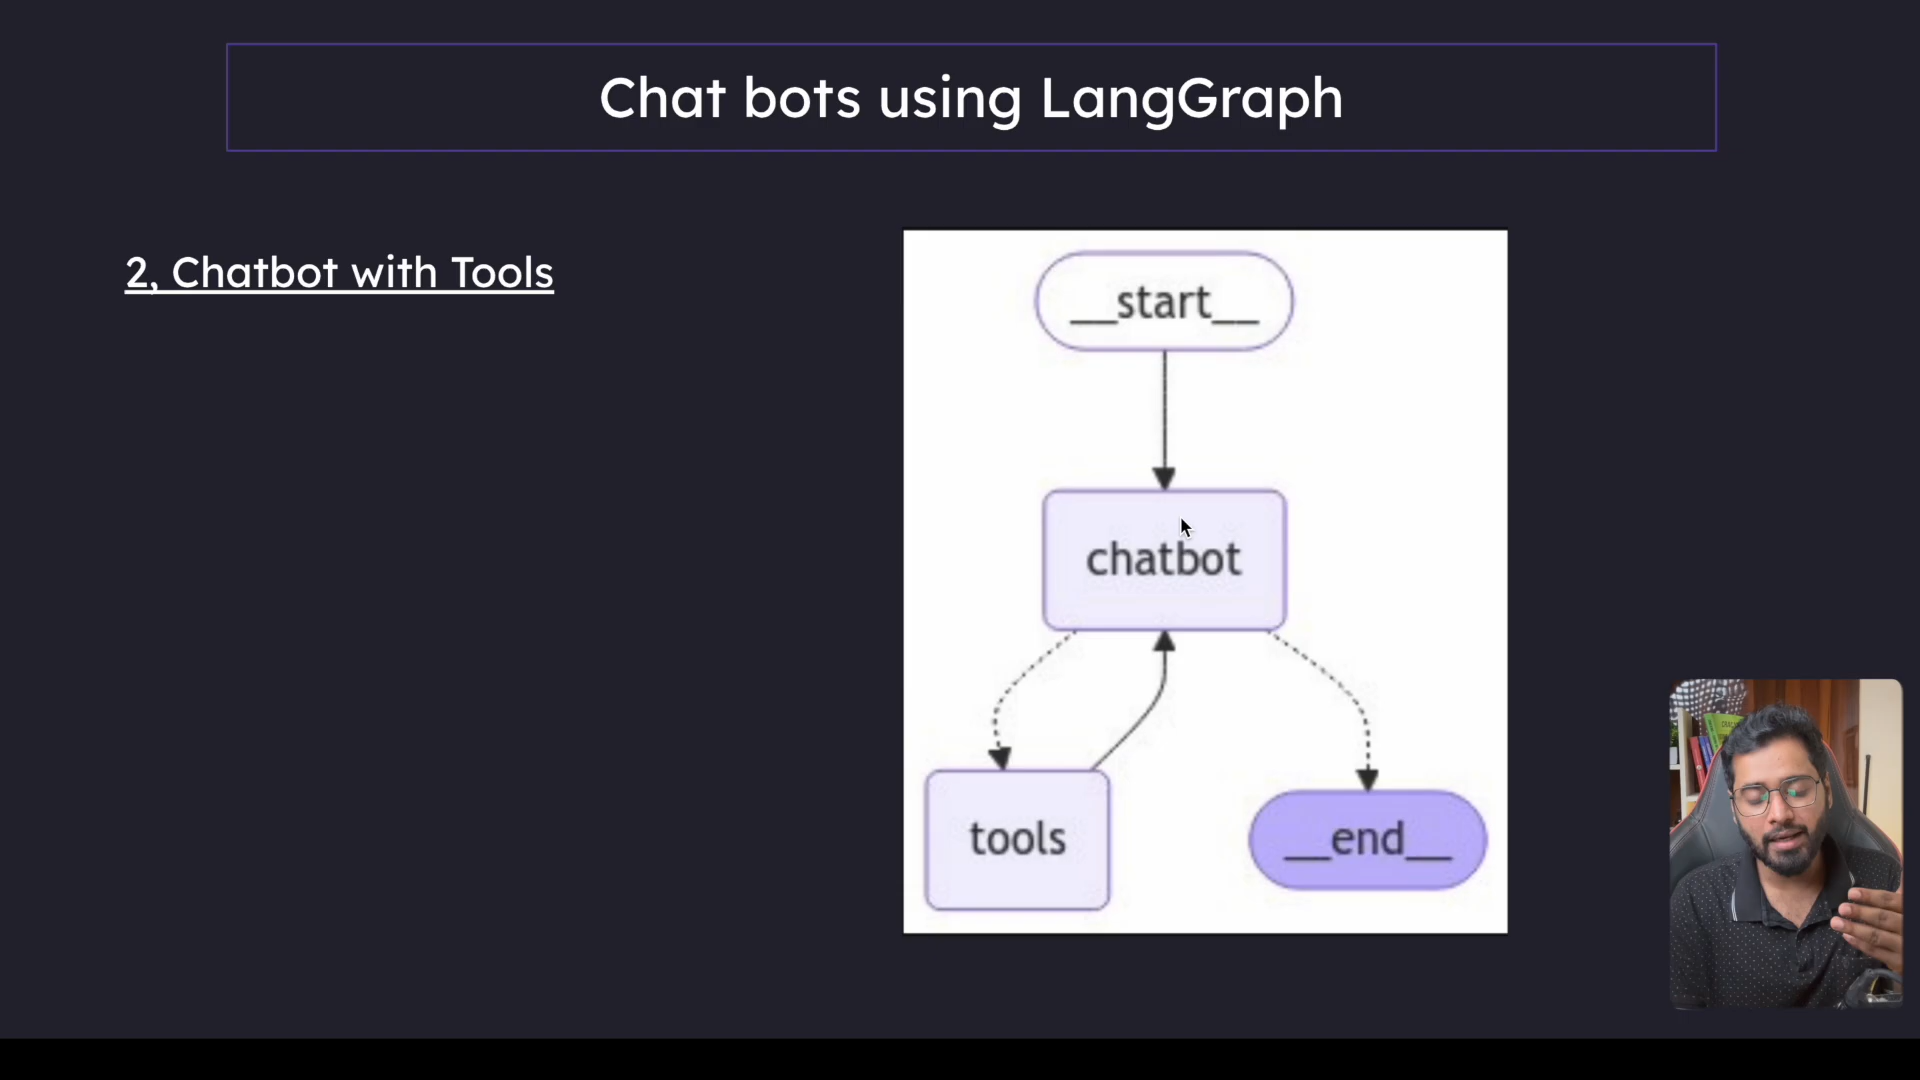 Chat bots using LangGraph
2, Chatbot with Tools
__start__
chatbot
tools
__end__